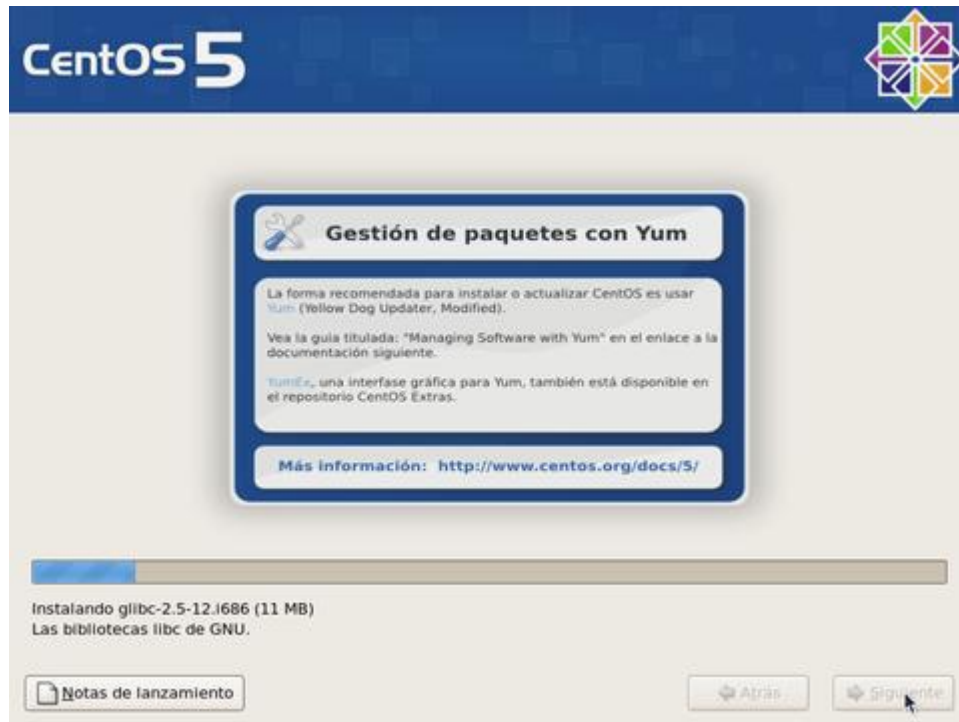 CentOS 5
Gestión de paquetes con Yum
La forma recomendada para instalar o actualizar CentOS es usar
Yum (Yellow Dog Updater, Modified).
Vea la guia titulada: "Managing Software with Yum" en el enlace a la
documentación siguiente.
YumEx, una interfase gráfica para Yum, también está disponible en
el repositorio CentOS Extras.
Más información: http://www.centos.org/docs/5/
Instalando glibc-2.5-12.i686 (11 MB)
Las bibliotecas libc de GNU.
Notas de lanzamiento
Atrás
Siguiente